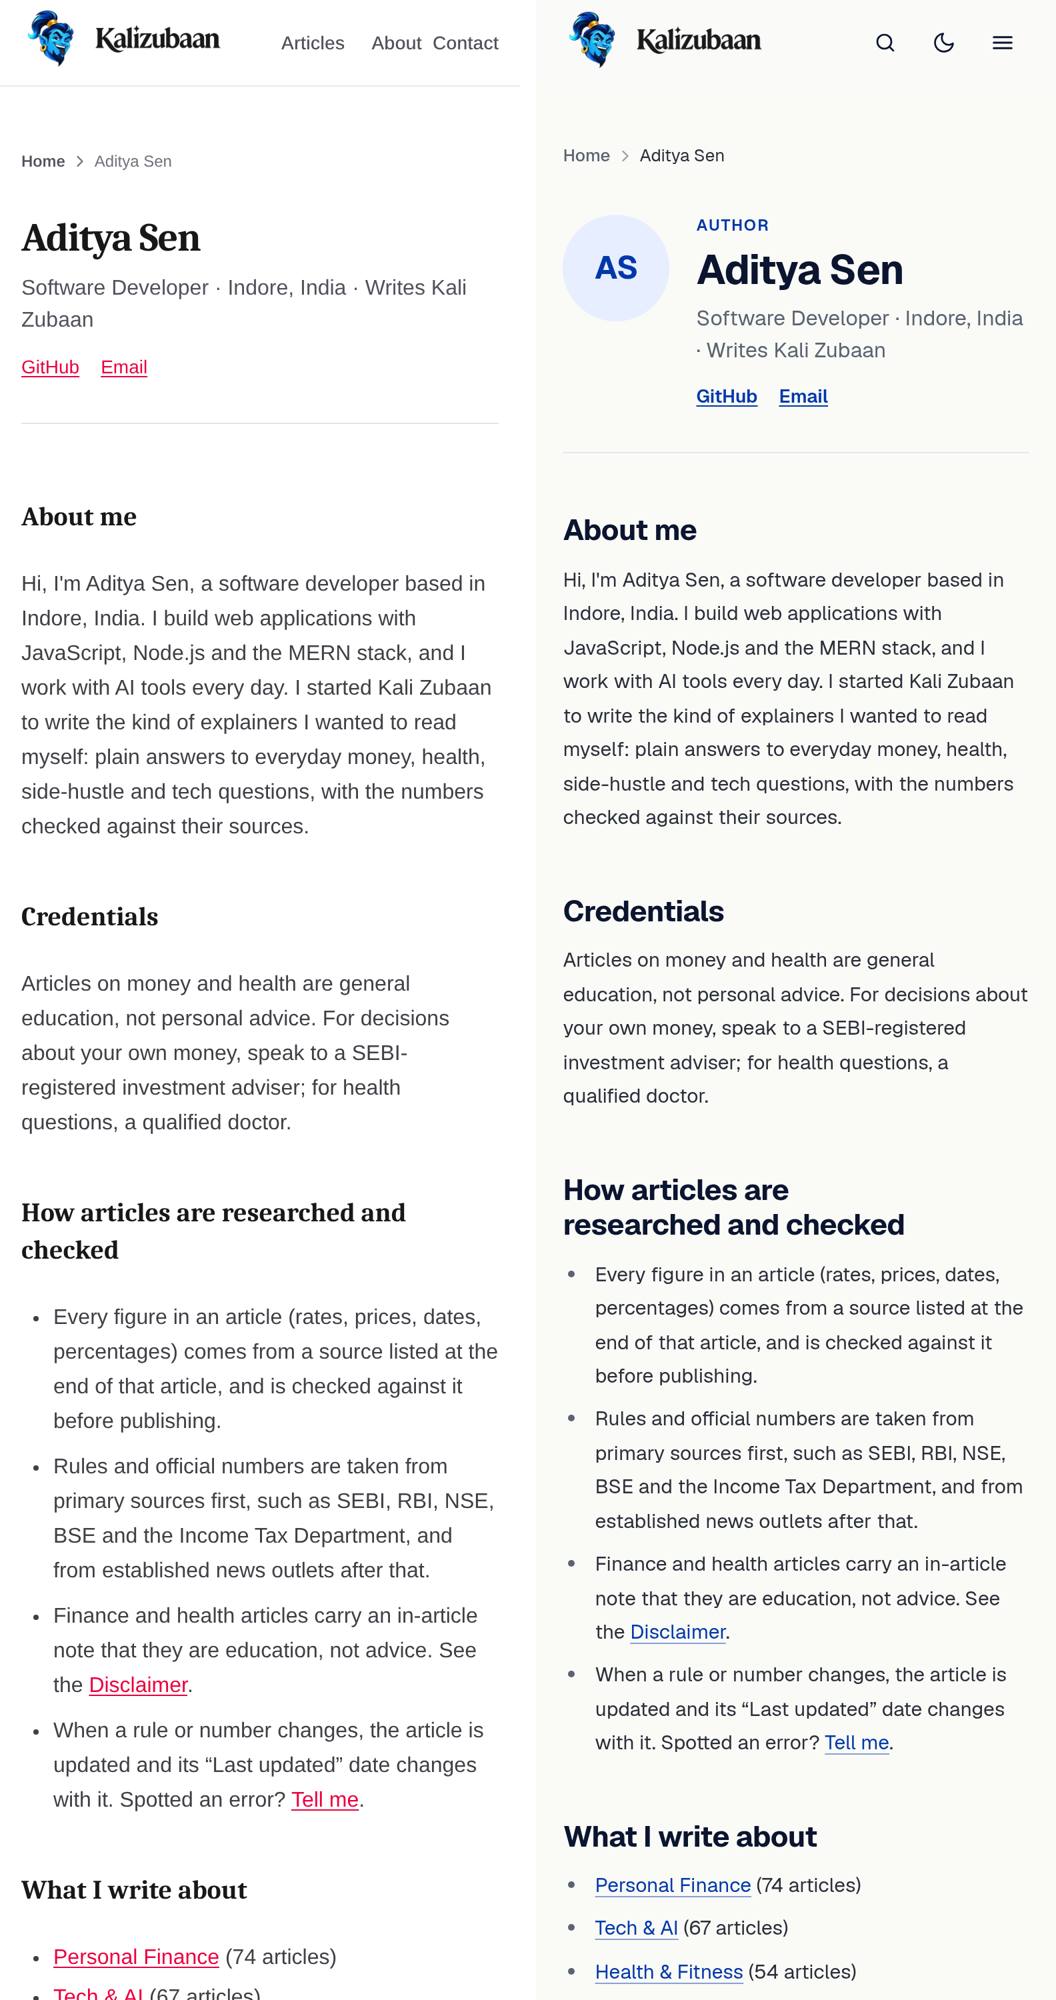 Kalizubaan
Articles About Contact
Home > Aditya Sen
Aditya Sen
Software Developer · Indore, India · Writes Kali
Zubaan
GitHub Email
About me
Hi, I'm Aditya Sen, a software developer based in
Indore, India. I build web applications with
JavaScript, Node.js and the MERN stack, and I
work with AI tools every day. I started Kali Zubaan
to write the kind of explainers I wanted to read
myself: plain answers to everyday money, health,
side-hustle and tech questions, with the numbers
checked against their sources.
Credentials
Articles on money and health are general
education, not personal advice. For decisions
about your own money, speak to a SEBI-
registered investment adviser; for health
questions, a qualified doctor.
How articles are researched and
checked
• Every figure in an article (rates, prices, dates,
percentages) comes from a source listed at the
end of that article, and is checked against it
before publishing.
• Rules and official numbers are taken from
primary sources first, such as SEBI, RBI, NSE,
BSE and the Income Tax Department, and
from established news outlets after that.
• Finance and health articles carry an in-article
note that they are education, not advice. See
the Disclaimer.
• When a rule or number changes, the article is
updated and its “Last updated” date changes
with it. Spotted an error? Tell me.
What I write about
• Personal Finance (74 articles)
• Tech & AI (67 articles)
Kalizubaan
Home > Aditya Sen
AS
AUTHOR
Aditya Sen
Software Developer · Indore, India
· Writes Kali Zubaan
GitHub Email
About me
Hi, I'm Aditya Sen, a software developer based in
Indore, India. I build web applications with
JavaScript, Node.js and the MERN stack, and I
work with AI tools every day. I started Kali Zubaan
to write the kind of explainers I wanted to read
myself: plain answers to everyday money, health,
side-hustle and tech questions, with the numbers
checked against their sources.
Credentials
Articles on money and health are general
education, not personal advice. For decisions about
your own money, speak to a SEBI-registered
investment adviser; for health questions, a
qualified doctor.
How articles are
researched and checked
• Every figure in an article (rates, prices, dates,
percentages) comes from a source listed at the
end of that article, and is checked against it
before publishing.
• Rules and official numbers are taken from
primary sources first, such as SEBI, RBI, NSE,
BSE and the Income Tax Department, and from
established news outlets after that.
• Finance and health articles carry an in-article
note that they are education, not advice. See
the Disclaimer.
• When a rule or number changes, the article is
updated and its “Last updated” date changes
with it. Spotted an error? Tell me.
What I write about
• Personal Finance (74 articles)
• Tech & AI (67 articles)
• Health & Fitness (54 articles)